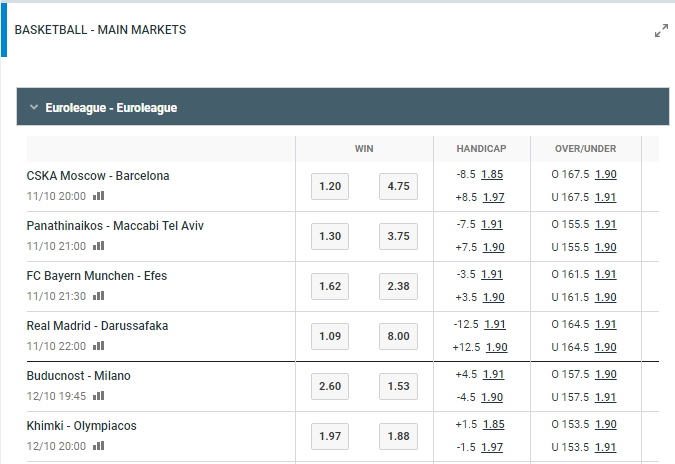 BASKETBALL - MAIN MARKETS
Euroleague - Euroleague
WIN HANDICAP OVER/UNDER
CSKA Moscow - Barcelona 1.20 4.75 -8.5 1.85 O 167.5 1.90
11/10 20:00 +8.5 1.97 U 167.5 1.91
Panathinaikos - Maccabi Tel Aviv 1.30 3.75 -7.5 1.91 O 155.5 1.91
11/10 21:00 +7.5 1.90 U 155.5 1.90
FC Bayern Munchen - Efes 1.62 2.38 -3.5 1.91 O 161.5 1.91
11/10 21:30 +3.5 1.90 U 161.5 1.90
Real Madrid - Darussafaka 1.09 8.00 -12.5 1.91 O 164.5 1.91
11/10 22:00 +12.5 1.90 U 164.5 1.90
Buducnost - Milano 2.60 1.53 +4.5 1.91 O 157.5 1.90
12/10 19:45 -4.5 1.90 U 157.5 1.91
Khimki - Olympiacos 1.97 1.88 +1.5 1.85 O 153.5 1.90
12/10 20:00 -1.5 1.97 U 153.5 1.91